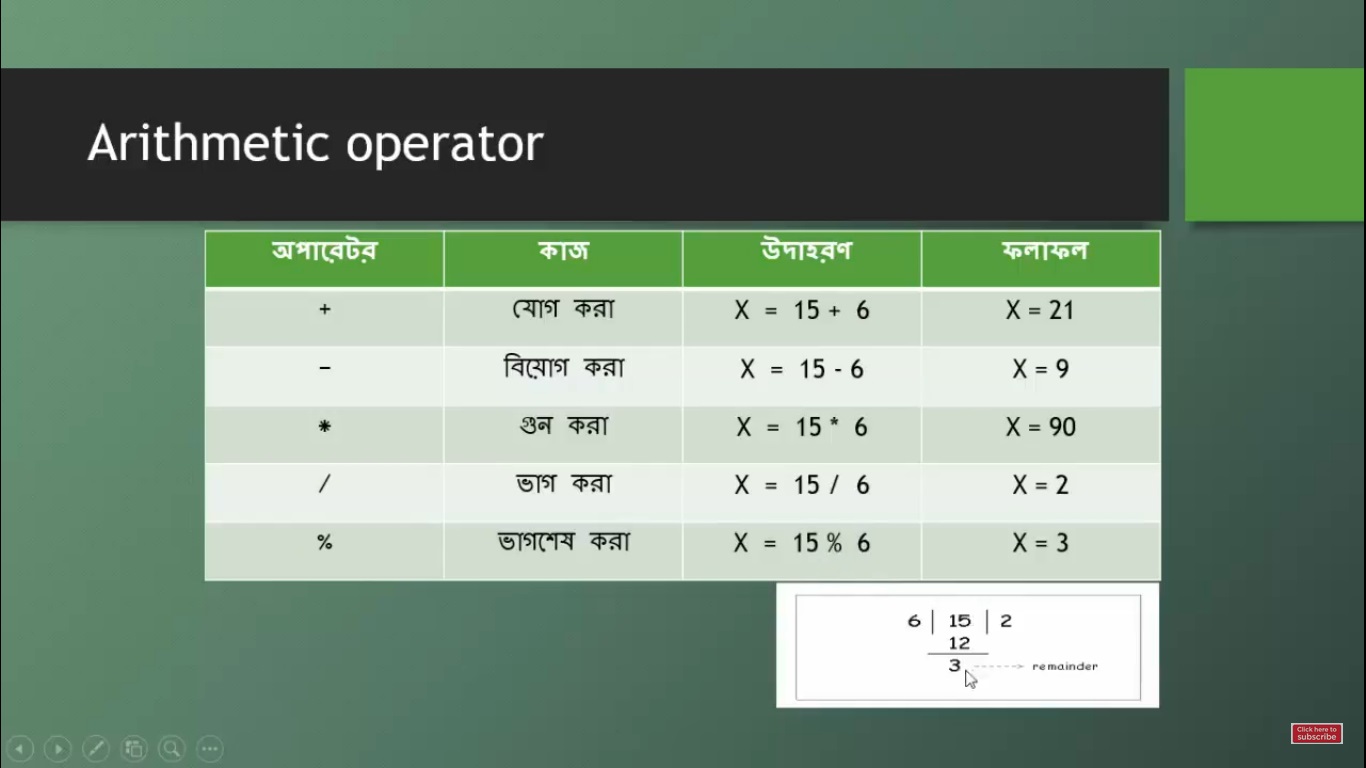 Arithmetic operator
অপারেটর কাজ উদাহরণ ফলাফল
+ যোগ করা X = 15 + 6 X = 21
− বিয়োগ করা X = 15 - 6 X = 9
* গুন করা X = 15 * 6 X = 90
/ ভাগ করা X = 15 / 6 X = 2
% ভাগশেষ করা X = 15 % 6 X = 3
6 | 15 | 2
12
3 -----> remainder
Click here to
subscribe